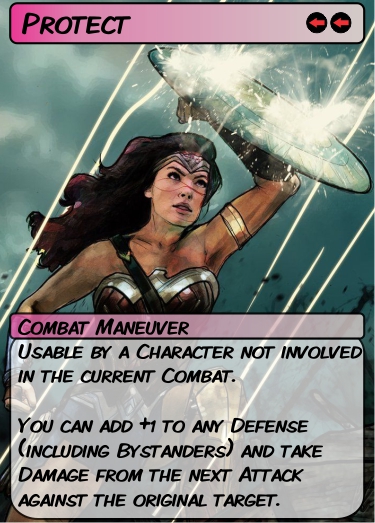 Protect
Combat Maneuver
Usable by a Character not involved
in the current Combat.
You can add +1 to any Defense
(including Bystanders) and take
Damage from the next Attack
against the original target.